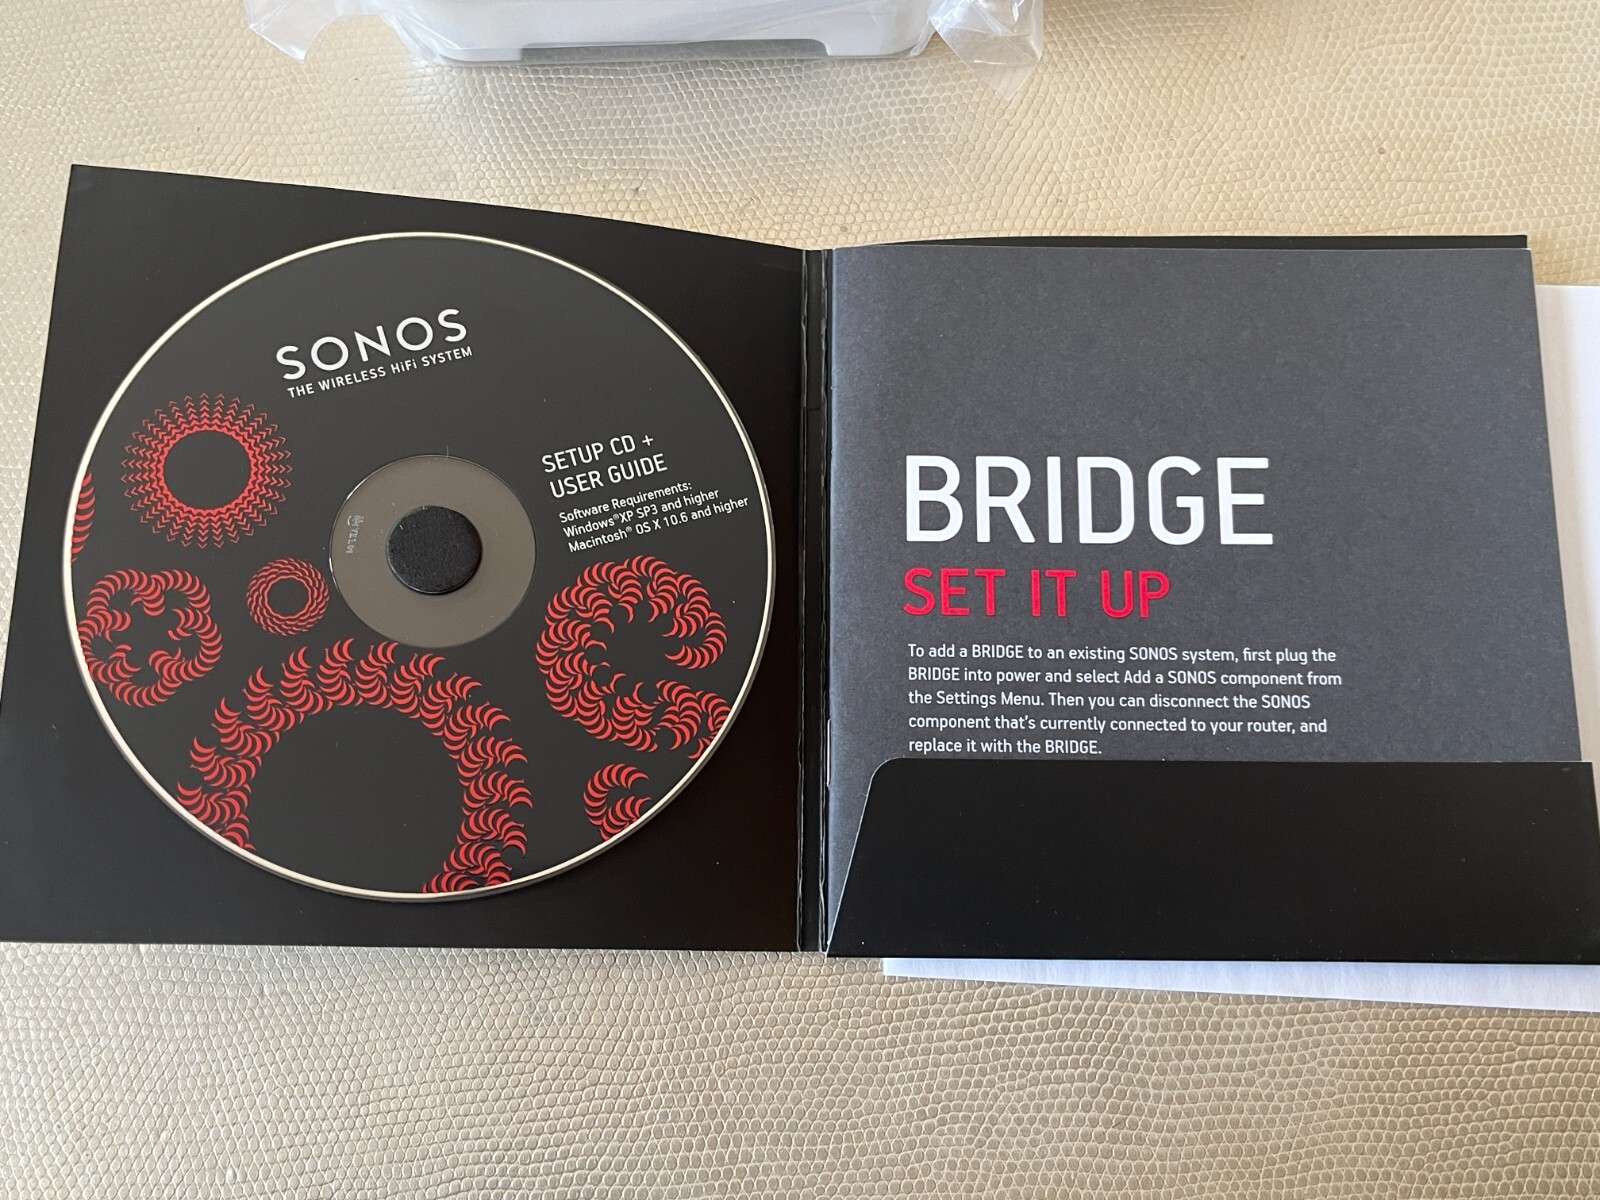 SONOS
THE WIRELESS HiFi SYSTEM
SETUP CD +
USER GUIDE
Software Requirements:
Windows® XP SP3 and higher
Macintosh® OS X 10.6 and higher
BRIDGE
SET IT UP
To add a BRIDGE to an existing SONOS system, first plug the
BRIDGE into power and select Add a SONOS component from
the Settings Menu. Then you can disconnect the SONOS
component that's currently connected to your router, and
replace it with the BRIDGE.